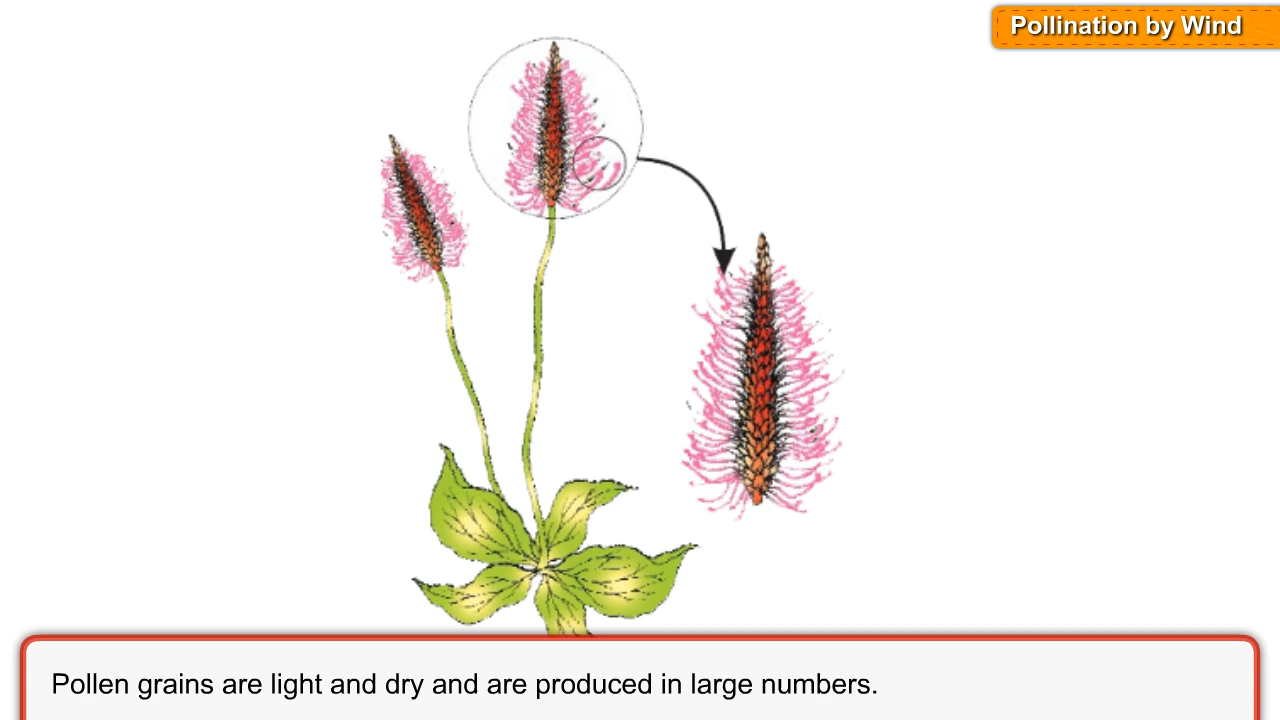 Pollination by Wind
Pollen grains are light and dry and are produced in large numbers.